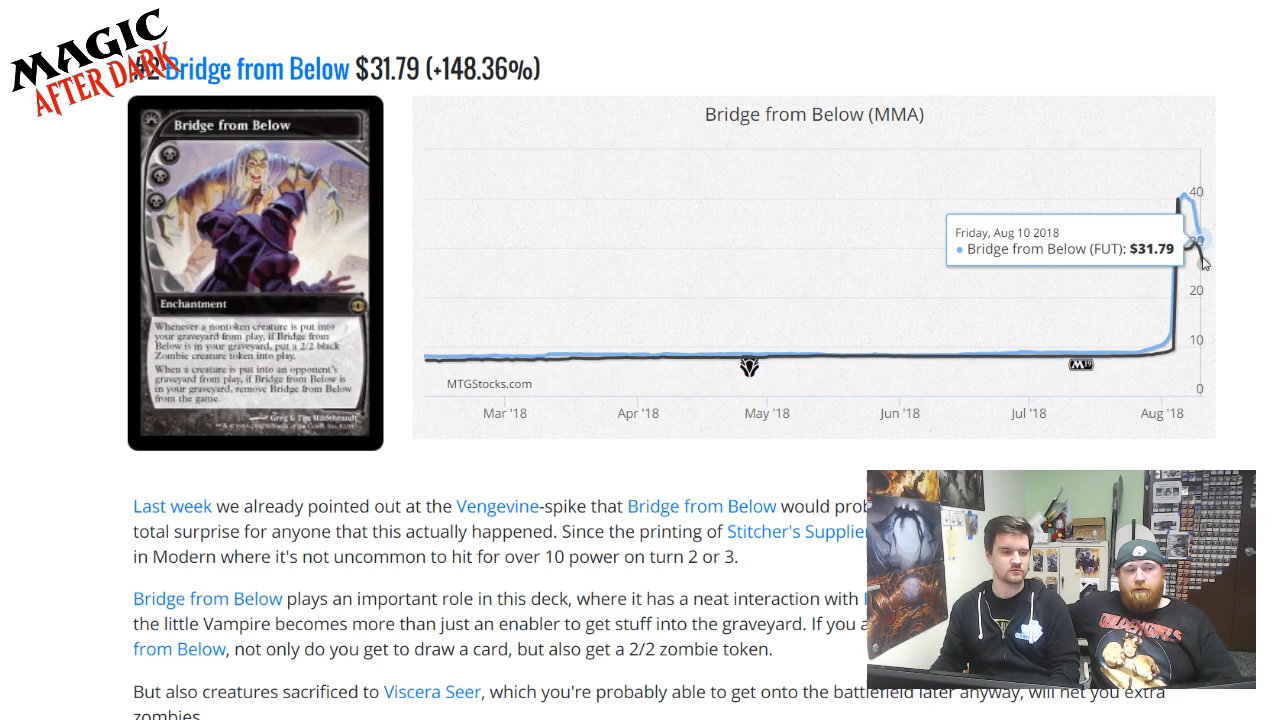 MAGIC
AFTER DARK
#2 Bridge from Below $31.79 (+148.36%)
Bridge from Below
Enchantment
Whenever a nontoken creature is put into
your graveyard from play, if Bridge from
Below is in your graveyard, put a 2/2 black
Zombie creature token into play.
When a creature is put into an opponent's
graveyard from play, if Bridge from Below is
in your graveyard, remove Bridge from Below
from the game.
Greg & Tim Hildebrandt
Bridge from Below (MMA)
40
Friday, Aug 10 2018
Bridge from Below (FUT): $31.79
30
20
10
0
M19
MTGStocks.com
Mar '18 Apr '18 May '18 Jun '18 Jul '18 Aug '18
Last week we already pointed out at the Vengevine-spike that Bridge from Below would prob
total surprise for anyone that this actually happened. Since the printing of Stitcher's Supplie
in Modern where it's not uncommon to hit for over 10 power on turn 2 or 3.
Bridge from Below plays an important role in this deck, where it has a neat interaction with
the little Vampire becomes more than just an enabler to get stuff into the graveyard. If you a
from Below, not only do you get to draw a card, but also get a 2/2 zombie token.
But also creatures sacrificed to Viscera Seer, which you're probably able to get onto the battlefield later anyway, will net you extra
zombies.
GOLDEN GIRLS